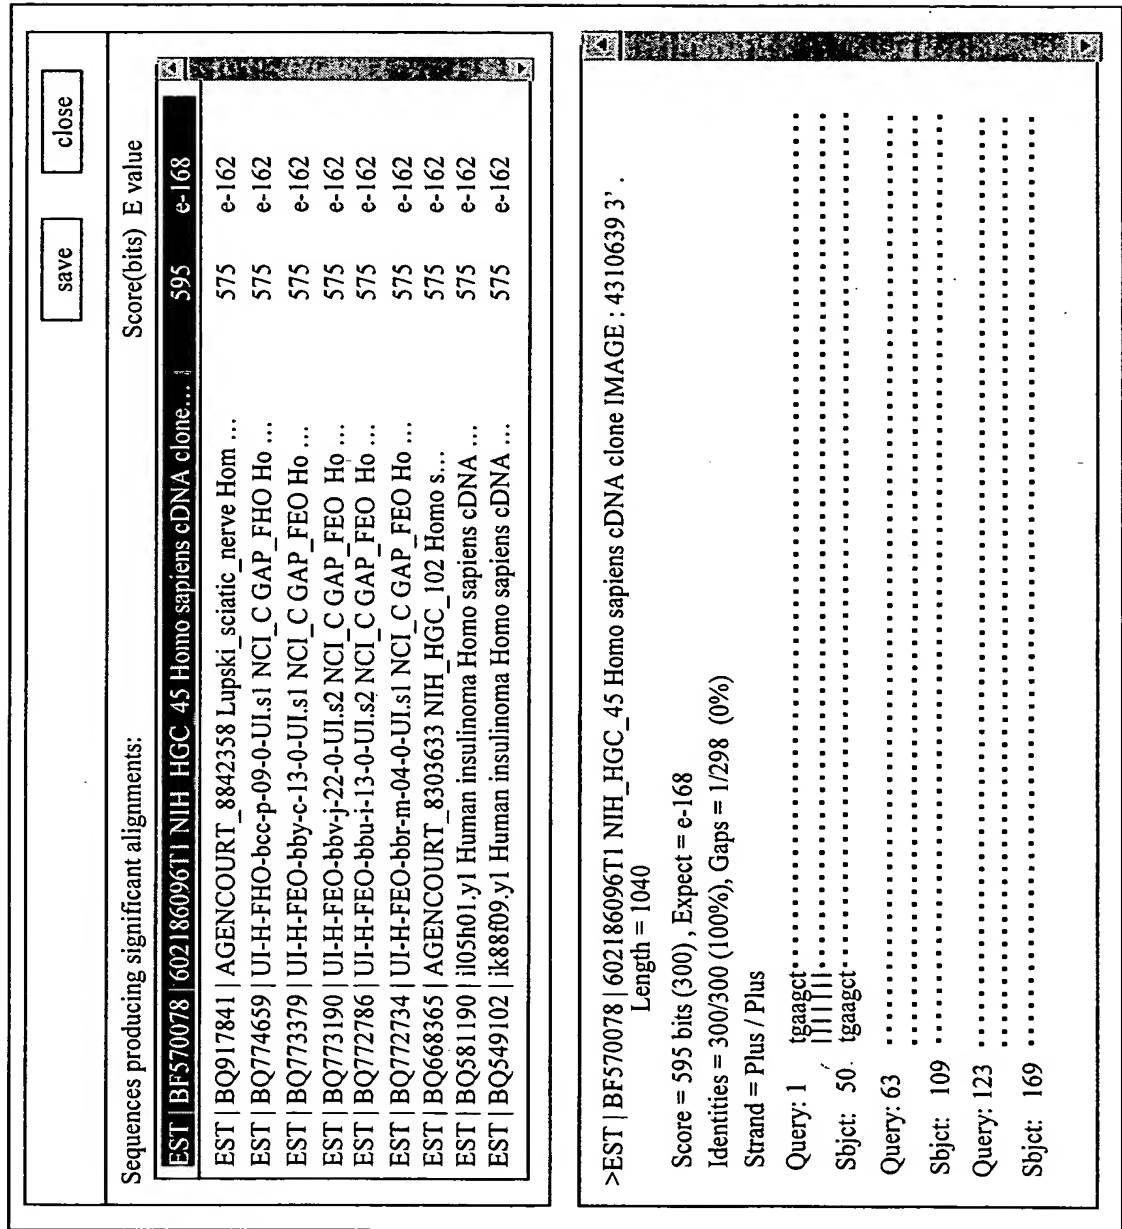 save close
Sequences producing significant alignments: Score(bits) E value
EST | BF570078 | 602186096T1 NIH_HGC_45 Homo sapiens cDNA clone... 595 e-168
EST | BQ917841 | AGENCOURT_8842358 Lupski_sciatic_nerve Hom ... 575 e-162
EST | BQ774659 | UI-H-FHO-bcc-p-09-0-UI.s1 NCI_C GAP_FHO Ho ... 575 e-162
EST | BQ773379 | UI-H-FEO-bby-c-13-0-UI.s1 NCI_C GAP_FEO Ho ... 575 e-162
EST | BQ773190 | UI-H-FEO-bbv-j-22-0-UI.s2 NCI_C GAP_FEO Ho ... 575 e-162
EST | BQ772786 | UI-H-FEO-bbu-i-13-0-UI.s2 NCI_C GAP_FEO Ho ... 575 e-162
EST | BQ772734 | UI-H-FEO-bbr-m-04-0-UI.s1 NCI_C GAP_FEO Ho ... 575 e-162
EST | BQ668365 | AGENCOURT_8303633 NIH_HGC_102 Homo s... 575 e-162
EST | BQ581190 | il05h01.y1 Human insulinoma Homo sapiens cDNA ... 575 e-162
EST | BQ549102 | ik88f09.y1 Human insulinoma Homo sapiens cDNA ... 575 e-162
>EST | BF570078 | 602186096T1 NIH_HGC_45 Homo sapiens cDNA clone IMAGE : 4310639 3' .
Length = 1040
Score = 595 bits (300) , Expect = e-168
Identities = 300/300 (100%), Gaps = 1/298 (0%)
Strand = Plus / Plus
Query: 1 tgaagct
|||||||
Sbjct: 50 tgaagct
Query: 63
Sbjct: 109
Query: 123
Sbjct: 169